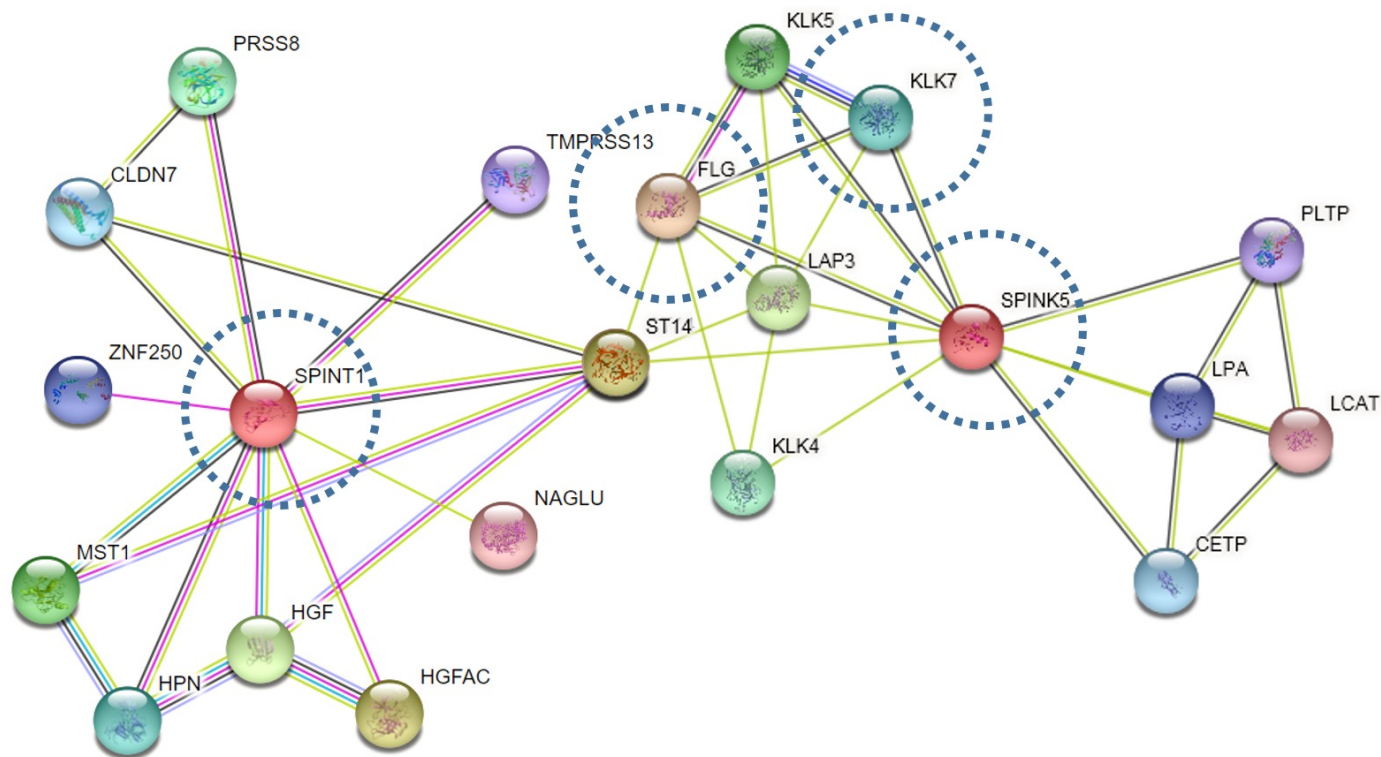 KLK5
PRSS8
KLK7
TMPRSS13
FLG
CLDN7
PLTP
LAP3
SPINK5
ST14
ZNF250
SPINT1
LPA
LCAT
KLK4
NAGLU
CETP
MST1
HGF
HPN
HGFAC